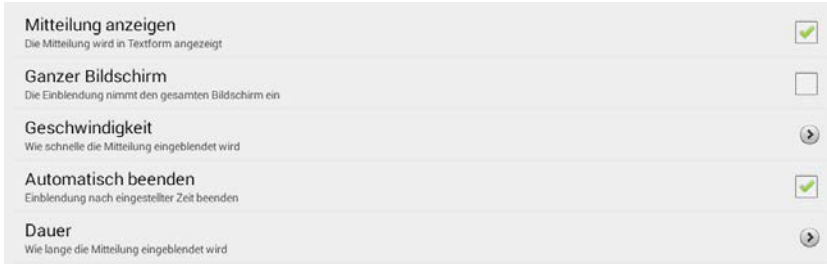 Mitteilung anzeigen
Die Mitteilung wird in Textform angezeigt
Ganzer Bildschirm
Die Einblendung nimmt den gesamten Bildschirm ein
Geschwindigkeit
Wie schnelle die Mitteilung eingeblendet wird
Automatisch beenden
Einblendung nach eingestellter Zeit beenden
Dauer
Wie lange die Mitteilung eingeblendet wird